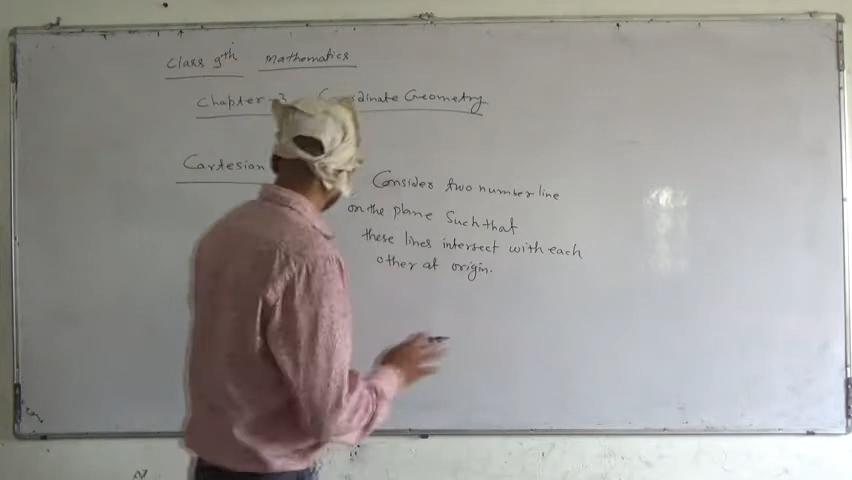 Class 9th Mathematics
Chapter-3 dinate Geometry
Cartesian
Consider two number line
on the plane Such that
these lines intersect with each
other at origin.